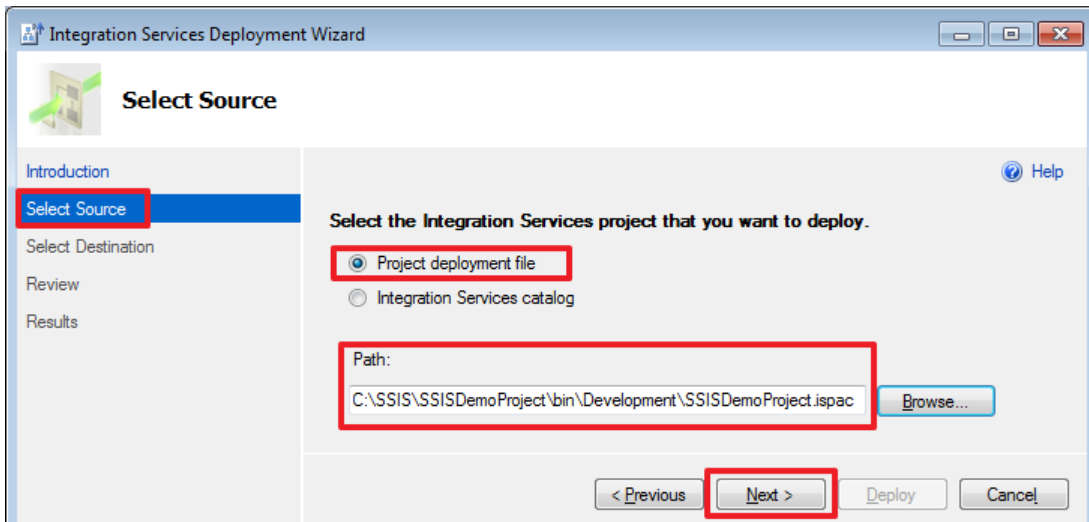 Integration Services Deployment Wizard
Select Source
Introduction
Help
Select Source
Select the Integration Services project that you want to deploy.
Select Destination
Project deployment file
Review
Integration Services catalog
Results
Path:
C:\SSIS\SSISDemoProject\bin\Development\SSISDemoProject.ispac
Browse...
< Previous
Next >
Deploy
Cancel